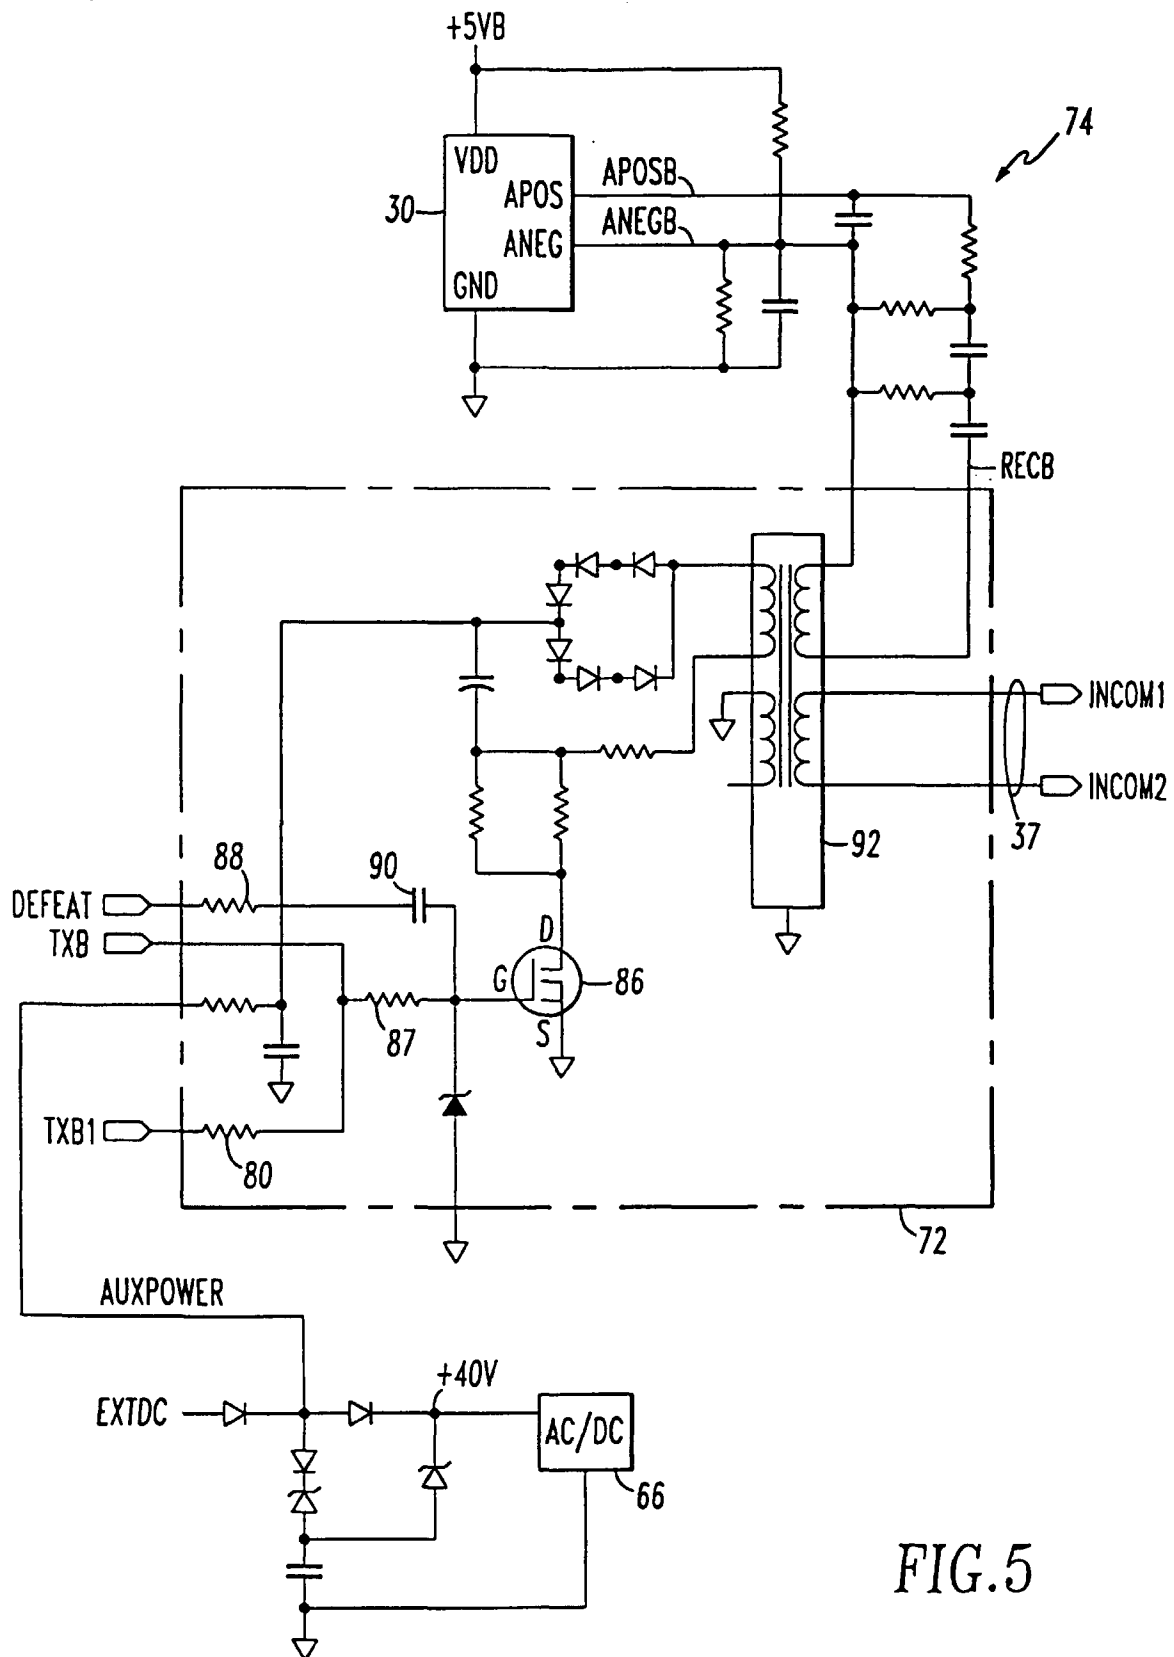 +5VB
74
VDD
APOS
ANEG
GND
30
APOSB
ANEGB
RECB
INCOM1
INCOM2
37
92
88
90
DEFEAT
TXB
D
G
S
86
87
TXB1
80
72
AUXPOWER
EXTDC
+40V
AC/DC
66
FIG.5